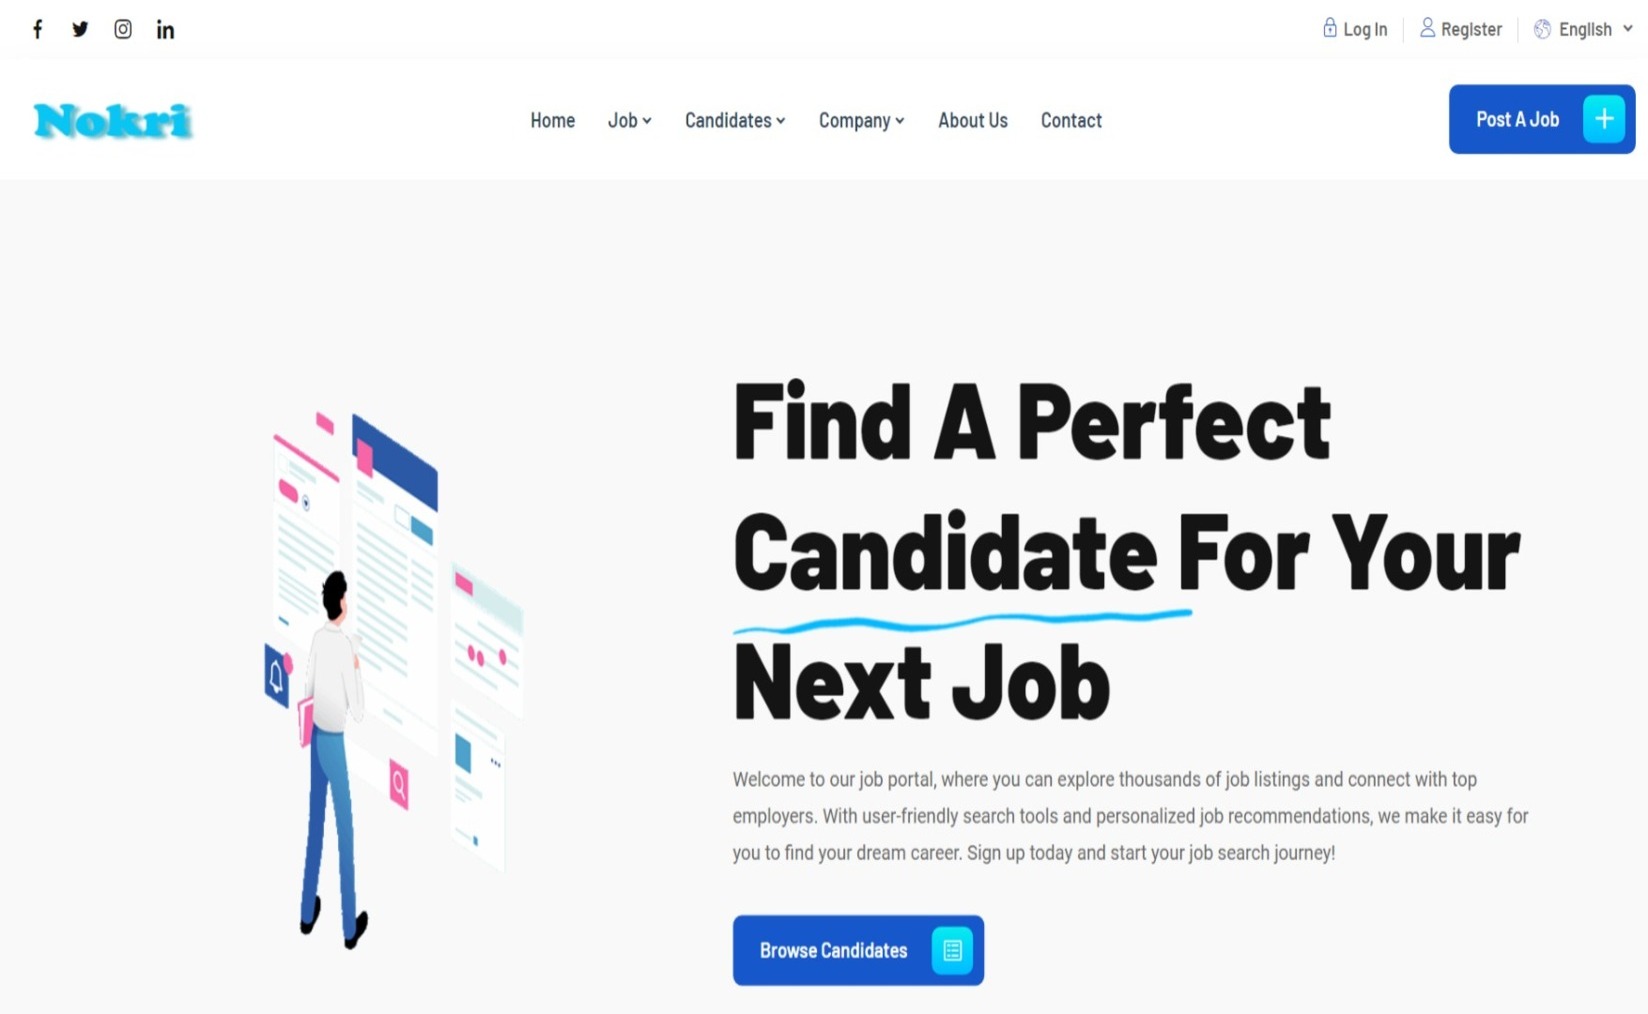 Log In
Register
English
Nokri
Home
Job
Candidates
Company
About Us
Contact
Post A Job
Find A Perfect
Candidate For Your
Next Job
Welcome to our job portal, where you can explore thousands of job listings and connect with top
employers. With user-friendly search tools and personalized job recommendations, we make it easy for
you to find your dream career. Sign up today and start your job search journey!
Browse Candidates